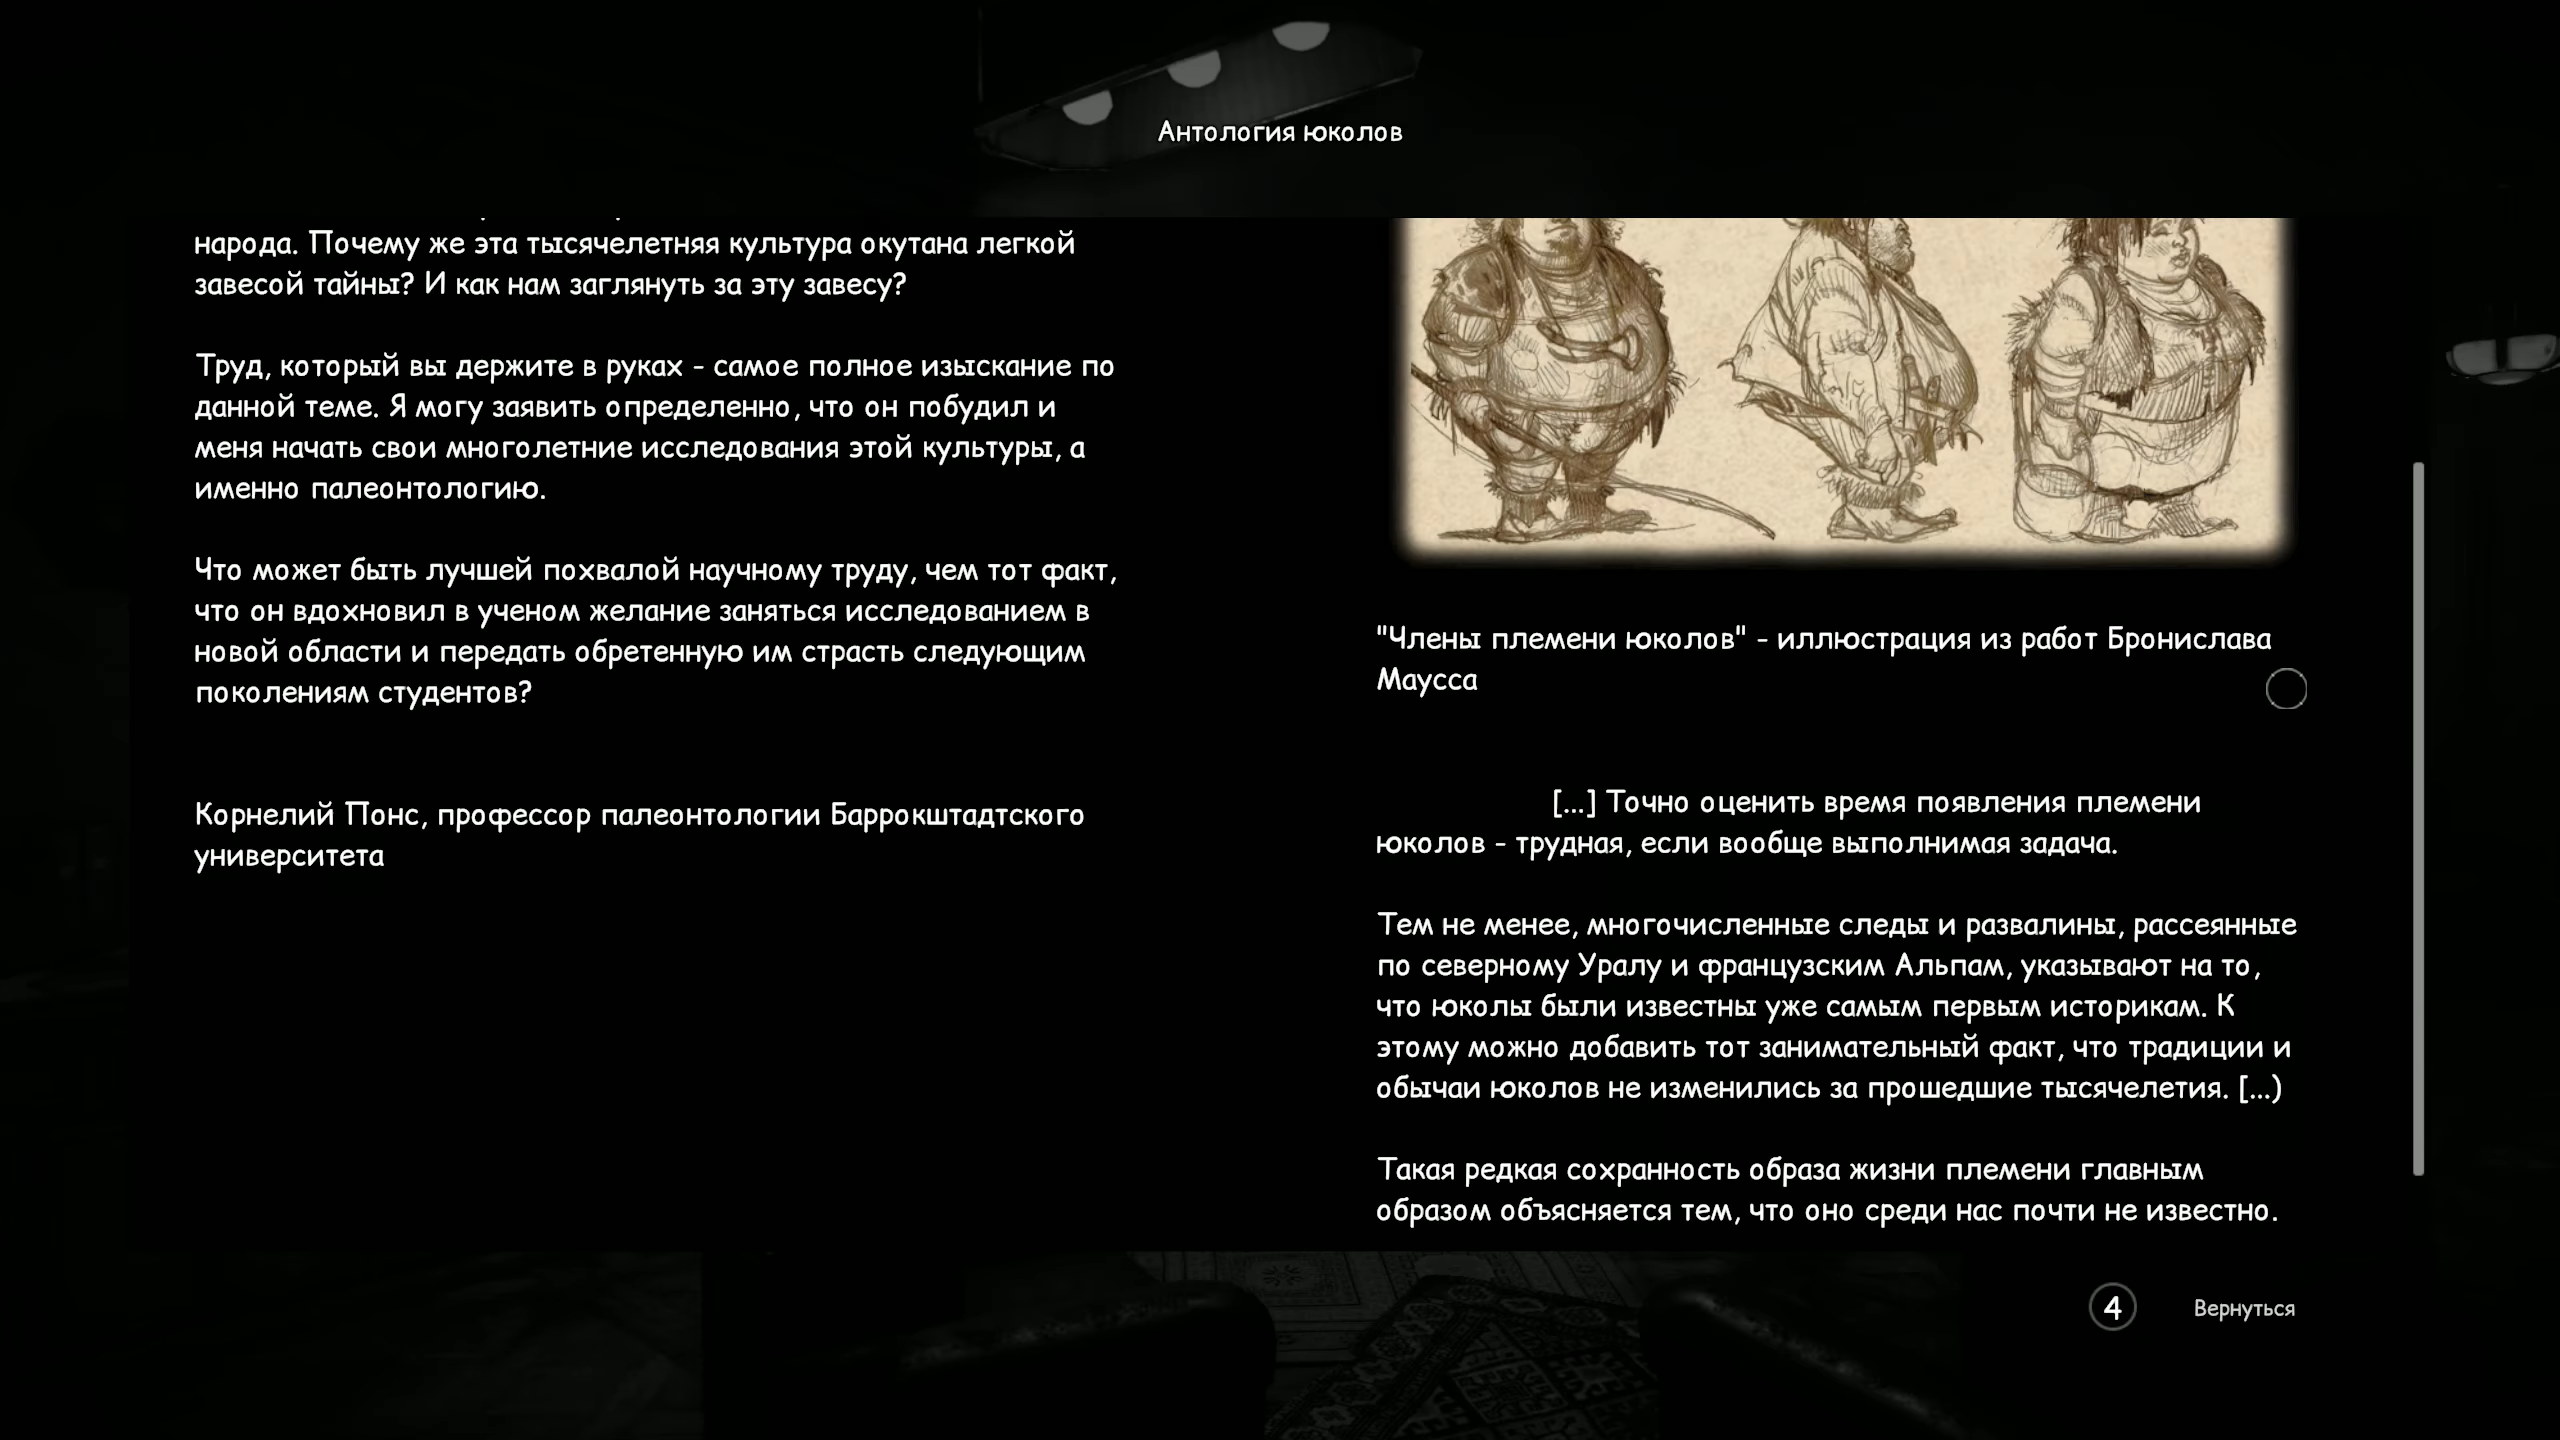 Антология юколов
народа. Почему же эта тысячелетняя культура окутана легкой
завесой тайны? И как нам заглянуть за эту завесу?
Труд, который вы держите в руках - самое полное изыскание по
данной теме. Я могу заявить определенно, что он побудил и
меня начать свои многолетние исследования этой культуры, а
именно палеонтологию.
Что может быть лучшей похвалой научному труду, чем тот факт,
что он вдохновил в ученом желание заняться исследованием в
новой области и передать обретенную им страсть следующим
поколениям студентов?
Корнелий Понс, профессор палеонтологии Баррокштадтского
университета
"Члены племени юколов" - иллюстрация из работ Бронислава
Маусса
[...] Точно оценить время появления племени
юколов - трудная, если вообще выполнимая задача.
Тем не менее, многочисленные следы и развалины, рассеянные
по северному Уралу и французским Альпам, указывают на то,
что юколы были известны уже самым первым историкам. К
этому можно добавить тот занимательный факт, что традиции и
обычаи юколов не изменились за прошедшие тысячелетия. [...)
Такая редкая сохранность образа жизни племени главным
образом объясняется тем, что оно среди нас почти не известно.
4 Вернуться